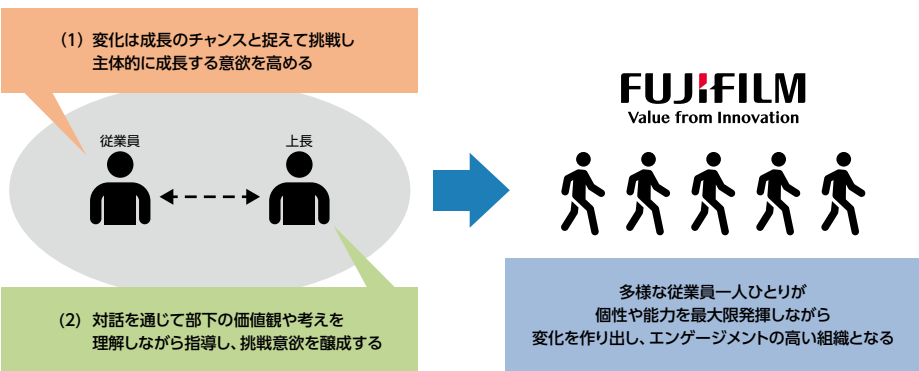 (1) 変化は成長のチャンスと捉えて挑戦し
主体的に成長する意欲を高める
従業員
上長
(2) 対話を通じて部下の価値観や考えを
理解しながら指導し、挑戦意欲を醸成する
FUJIFILM
Value from Innovation
多様な従業員一人ひとりが
個性や能力を最大限発揮しながら
変化を作り出し、エンゲージメントの高い組織となる